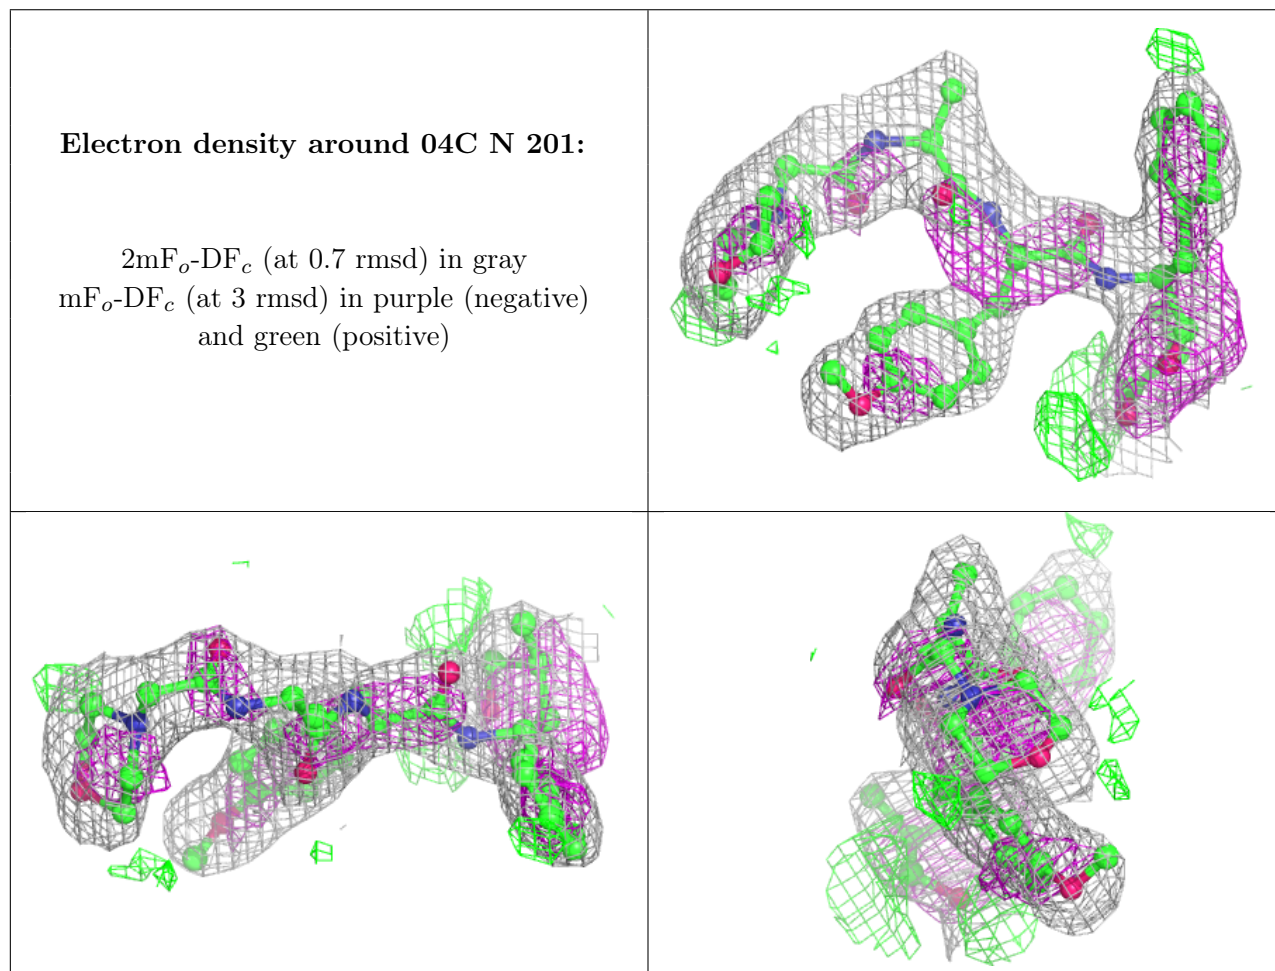 Electron density around 04C N 201:
2mFo-DFc (at 0.7 rmsd) in gray
mFo-DFc (at 3 rmsd) in purple (negative)
and green (positive)